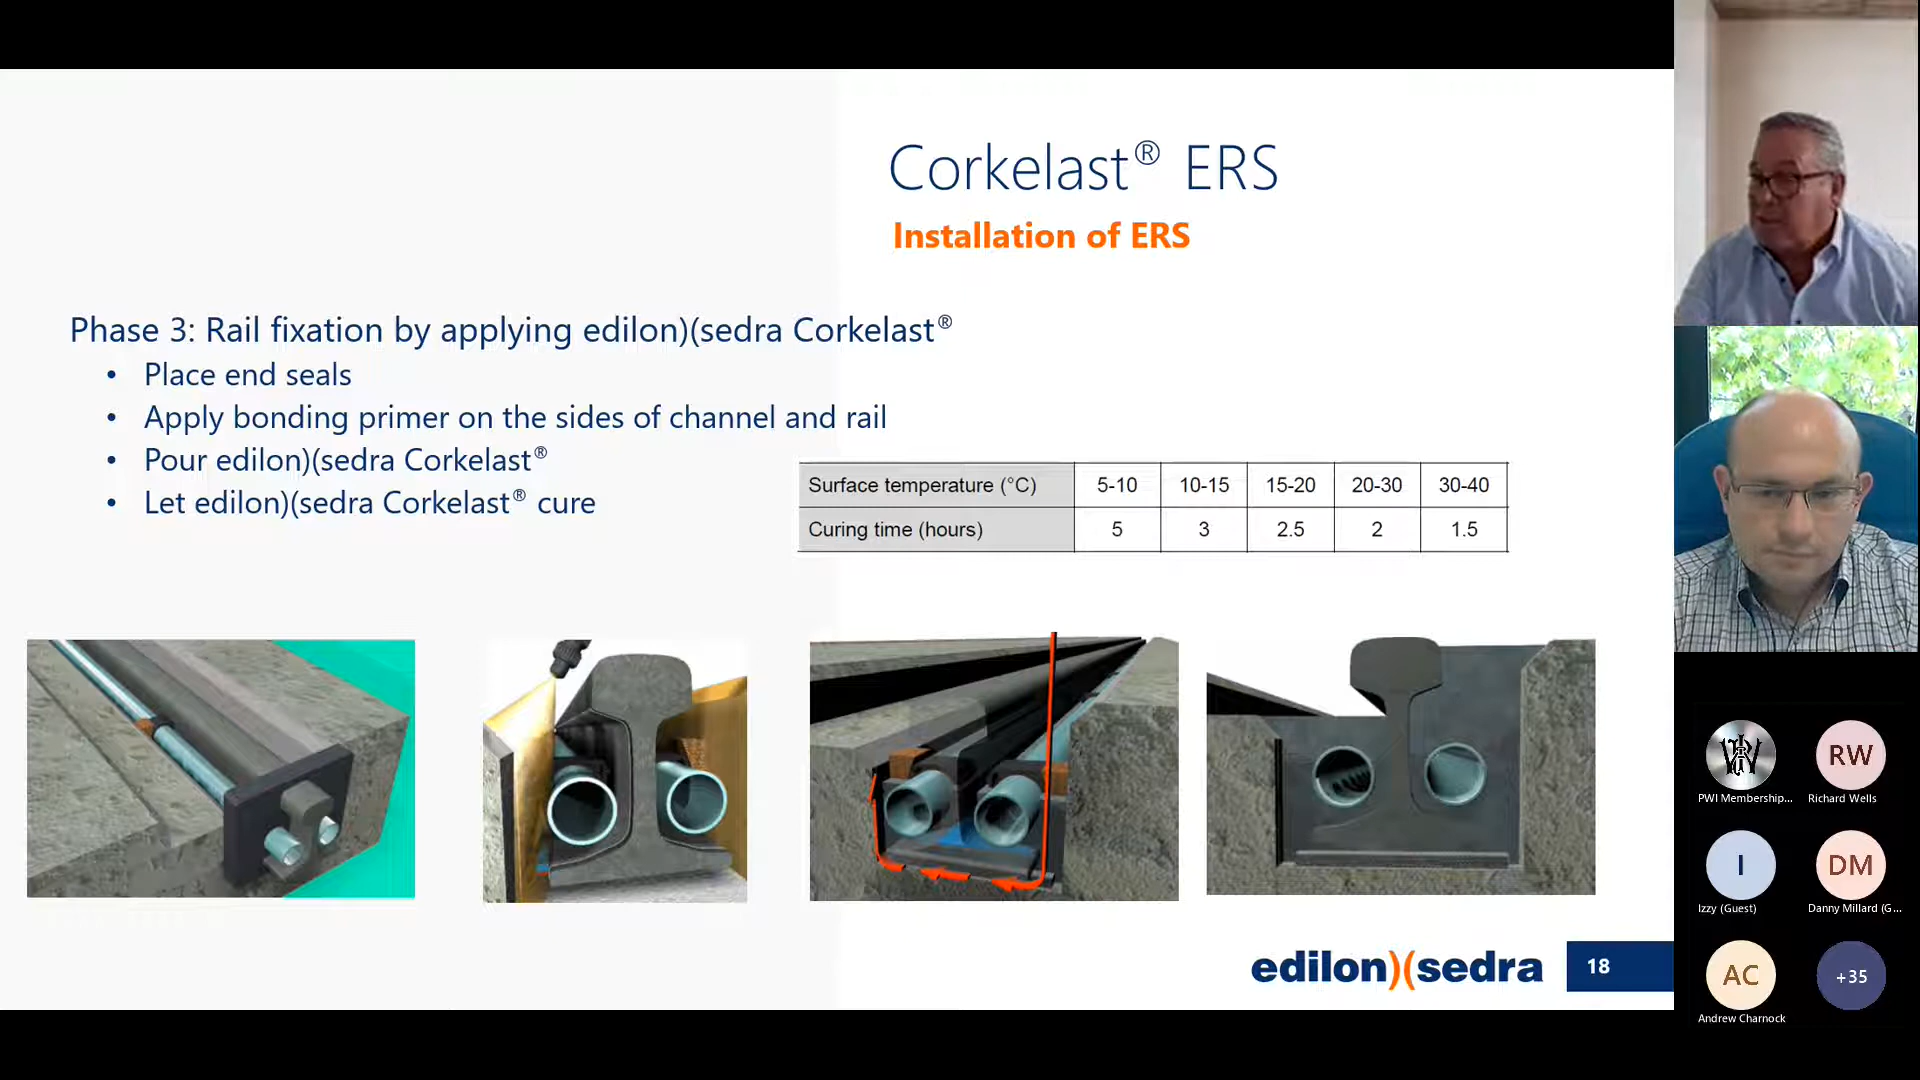 Corkelast® ERS
Installation of ERS
Phase 3: Rail fixation by applying edilon)(sedra Corkelast®
• Place end seals
• Apply bonding primer on the sides of channel and rail
• Pour edilon)(sedra Corkelast®
• Let edilon)(sedra Corkelast® cure
Surface temperature (°C) 5-10 10-15 15-20 20-30 30-40
Curing time (hours) 5 3 2.5 2 1.5
edilon)(sedra 18
RW
PWI Membership... Richard Wells
I DM
Izzy (Guest) Danny Millard (G...
AC +35
Andrew Charnock